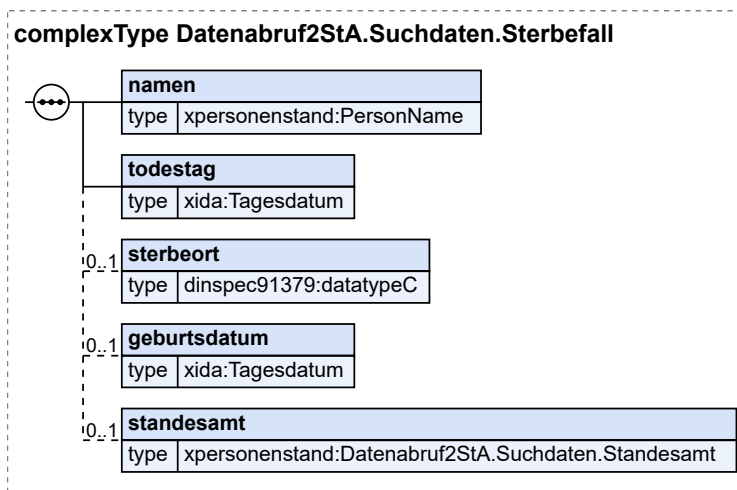 complexType Datenabruf2StA.Suchdaten.Sterbefall
namen
type xpersonenstand:PersonName
todestag
type xida:Tagesdatum
0..1 sterbeort
type dinspec91379:datatypeC
0..1 geburtsdatum
type xida:Tagesdatum
0..1 standesamt
type xpersonenstand:Datenabruf2StA.Suchdaten.Standesamt